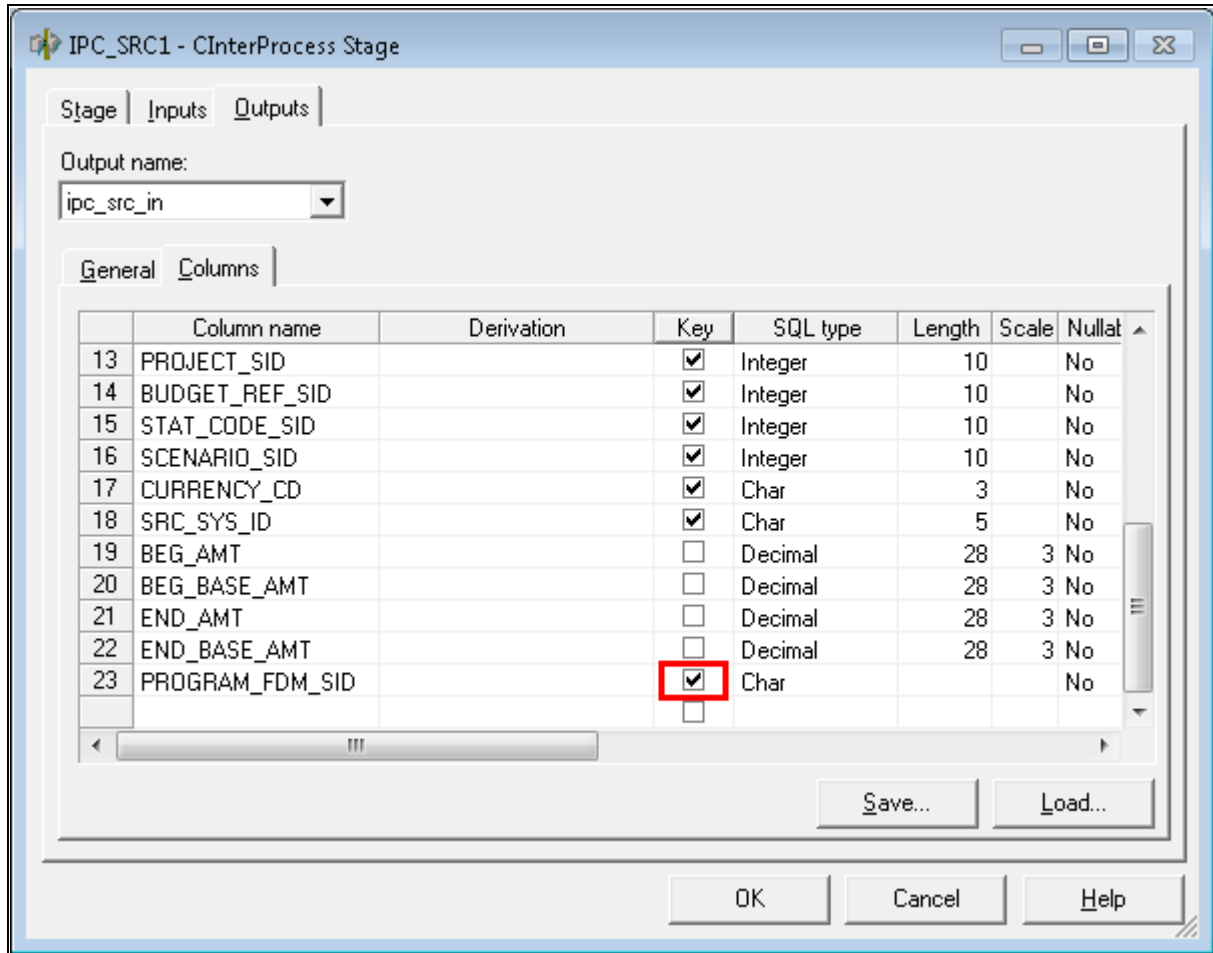 IPC_SRC1 - CInterProcess Stage
Stage Inputs Outputs
Output name:
ipc_src_in
General Columns
Column name Derivation Key SQL type Length Scale Nullab
13 PROJECT_SID Integer 10 No
14 BUDGET_REF_SID Integer 10 No
15 STAT_CODE_SID Integer 10 No
16 SCENARIO_SID Integer 10 No
17 CURRENCY_CD Char 3 No
18 SRC_SYS_ID Char 5 No
19 BEG_AMT Decimal 28 3 No
20 BEG_BASE_AMT Decimal 28 3 No
21 END_AMT Decimal 28 3 No
22 END_BASE_AMT Decimal 28 3 No
23 PROGRAM_FDM_SID Char No
Save... Load...
OK Cancel Help